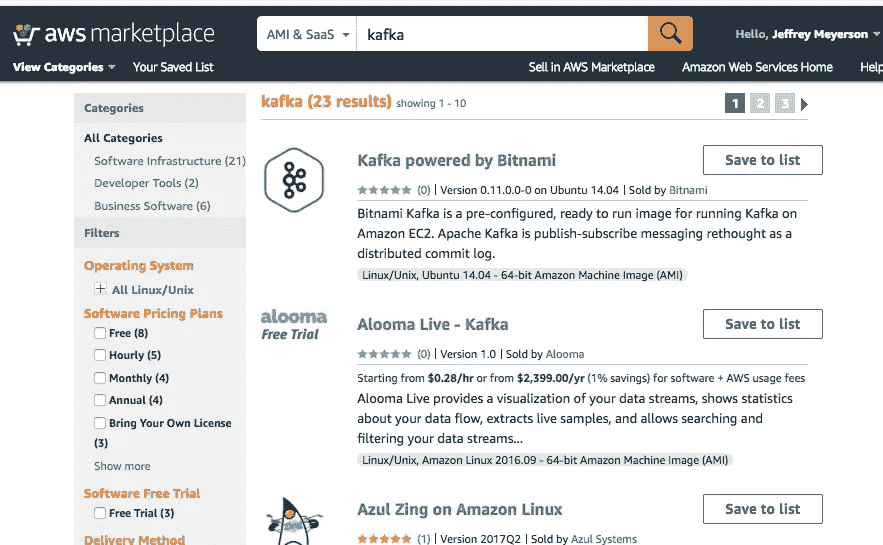 aws marketplace
AMI & SaaS
kafka
Hello, Jeffrey Meyerson
View Categories
Your Saved List
Sell in AWS Marketplace
Amazon Web Services Home
Help
Categories
All Categories
Software Infrastructure (21)
Developer Tools (2)
Business Software (6)
Filters
Operating System
All Linux/Unix
Software Pricing Plans
Free (8)
Hourly (5)
Monthly (4)
Annual (4)
Bring Your Own License
(3)
Show more
Software Free Trial
Free Trial (3)
Delivery Method
kafka (23 results) showing 1 - 10
1 2 3
Kafka powered by Bitnami
Save to list
(0) | Version 0.11.0.0-0 on Ubuntu 14.04 | Sold by Bitnami
Bitnami Kafka is a pre-configured, ready to run image for running Kafka on
Amazon EC2. Apache Kafka is publish-subscribe messaging rethought as a
distributed commit log.
Linux/Unix, Ubuntu 14.04 - 64-bit Amazon Machine Image (AMI)
alooma
Free Trial
Alooma Live - Kafka
Save to list
(0) | Version 1.0 | Sold by Alooma
Starting from $0.28/hr or from $2,399.00/yr (1% savings) for software + AWS usage fees
Alooma Live provides a visualization of your data streams, shows statistics
about your data flow, extracts live samples, and allows searching and
filtering your data streams...
Linux/Unix, Amazon Linux 2016.09 - 64-bit Amazon Machine Image (AMI)
Azul Zing on Amazon Linux
Save to list
(1) | Version 2017Q2 | Sold by Azul Systems